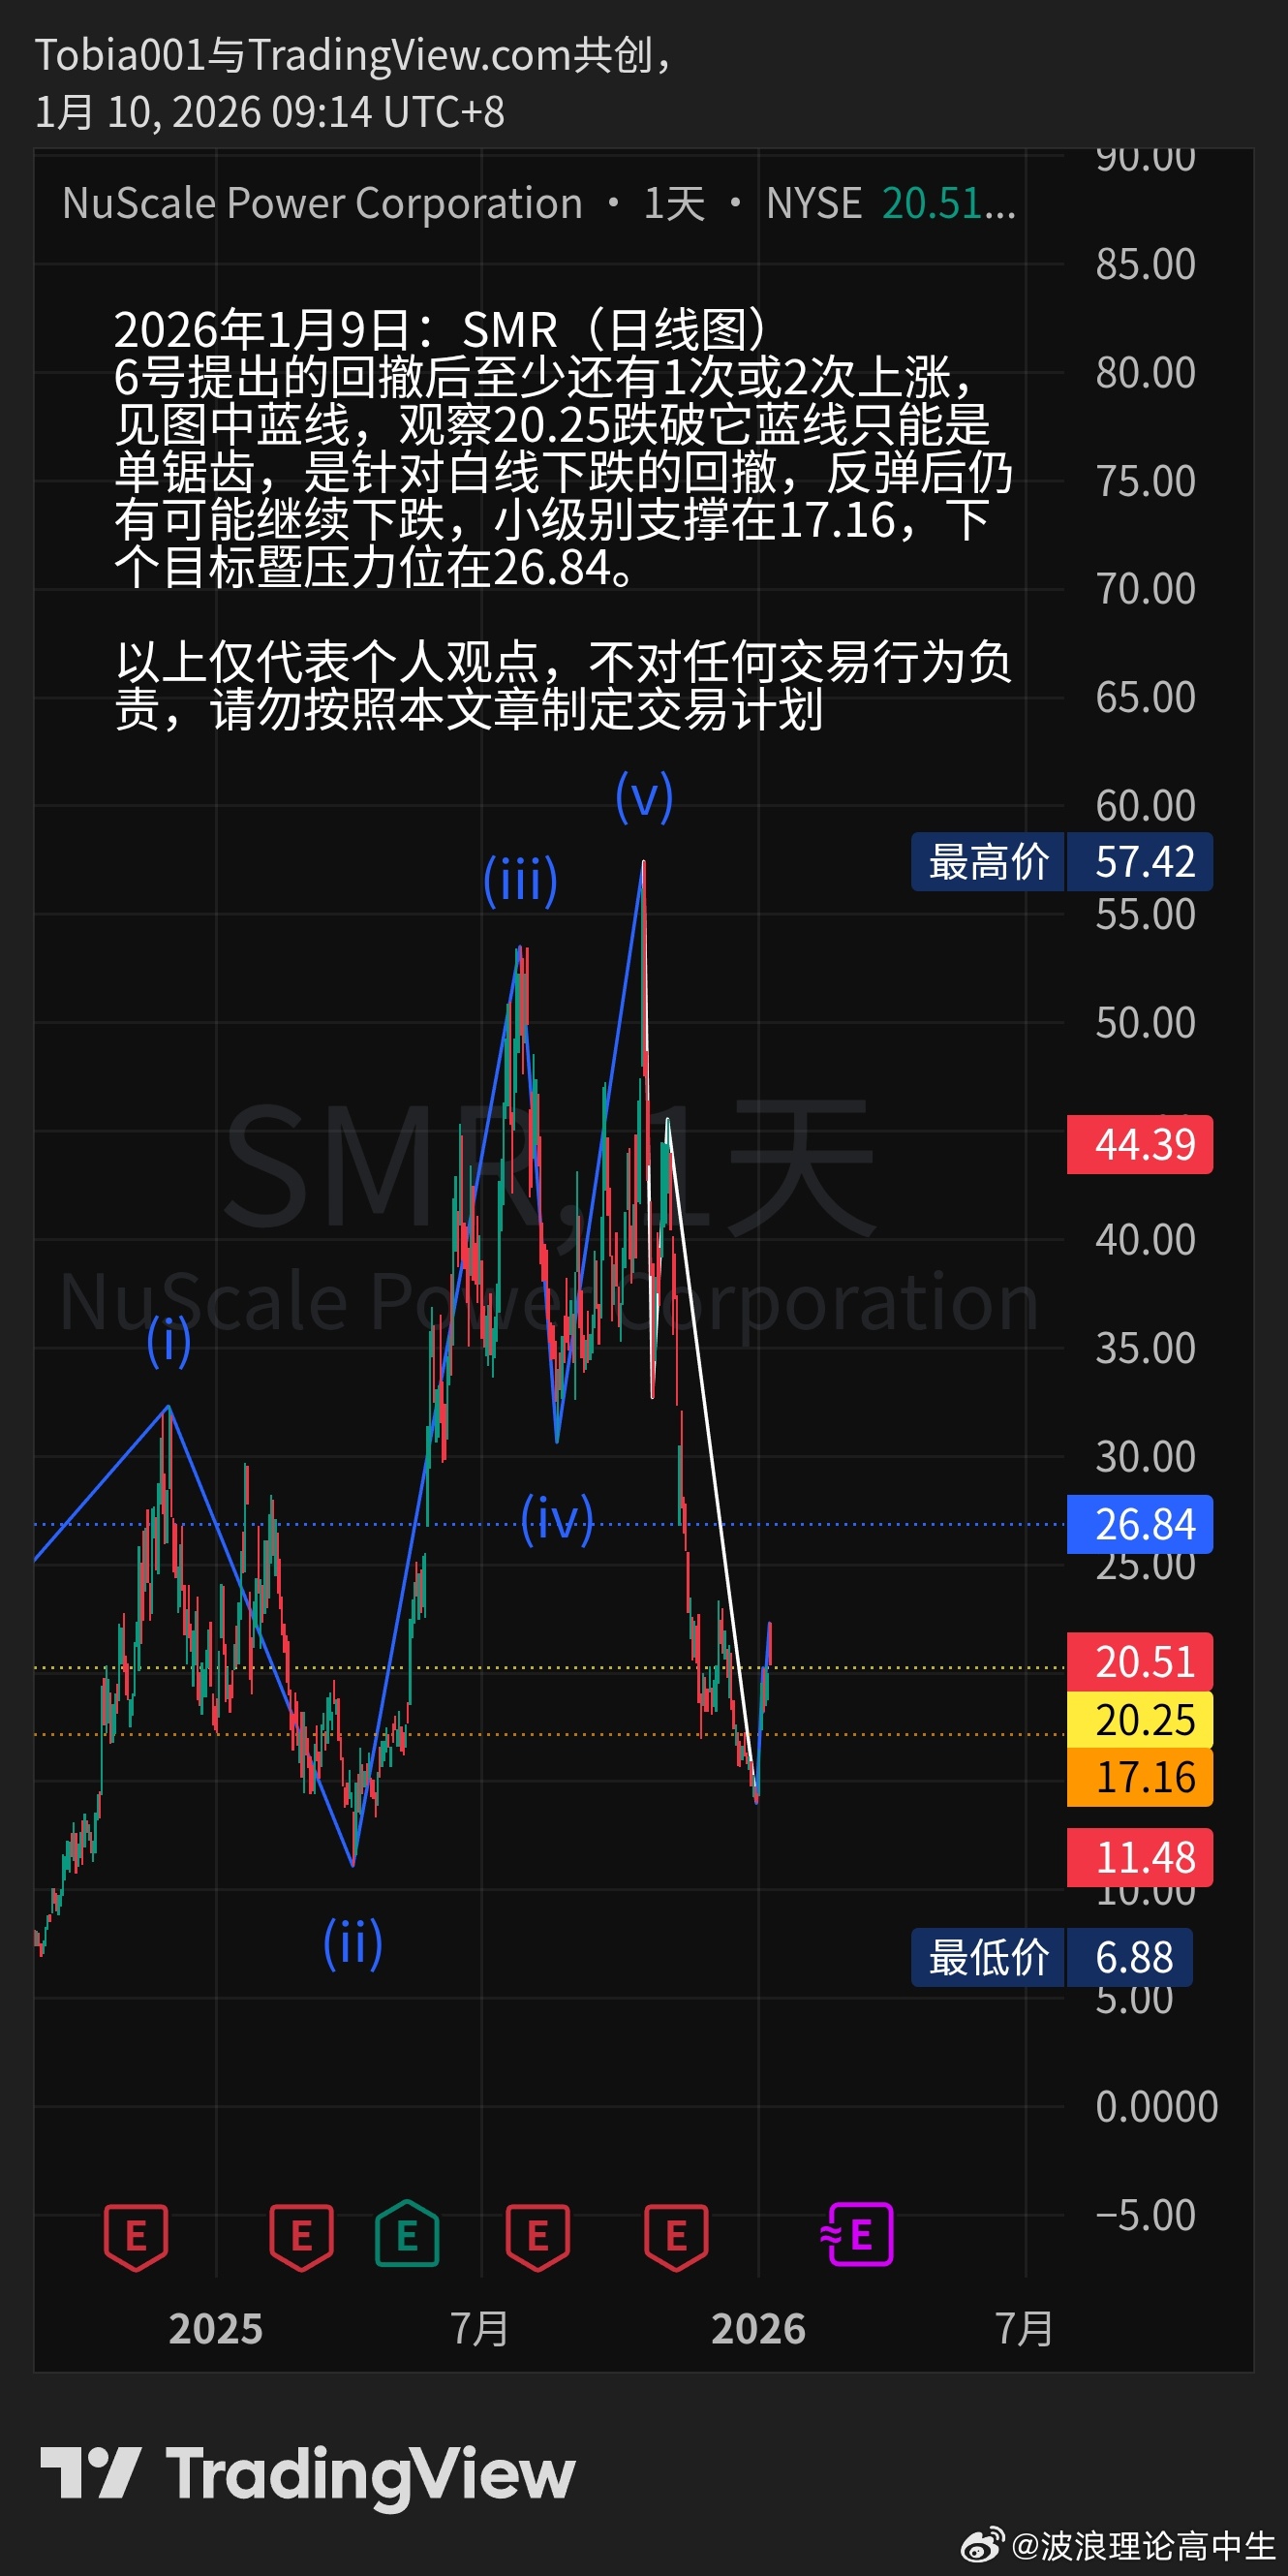 Tobia001与TradingView.com共创，
1月 10, 2026 09:14 UTC+8
90.00
NuScale Power Corporation · 1天 · NYSE 20.51...
85.00
2026年1月9日：SMR（日线图）
6号提出的回撤后至少还有1次或2次上涨，
80.00
见图中蓝线，观察20.25跌破它蓝线只能是
单锯齿，是针对白线下跌的回撤，反弹后仍
75.00
有可能继续下跌，小级别支撑在17.16，下
个目标暨压力位在26.84。
70.00
以上仅代表个人观点，不对任何交易行为负
65.00
责，请勿按照本文章制定交易计划
(v)
60.00
最高价 57.42
(iii)
55.00
50.00
SMR, 1天
44.39
40.00
NuScale Power Corporation
(i)
35.00
30.00
(iv)
26.84
25.00
20.51
20.25
17.16
11.48
10.00
(ii)
最低价 6.88
5.00
0.0000
−5.00
E E E E ≈E
2025 7月 2026 7月
TradingView
@波浪理论高中生